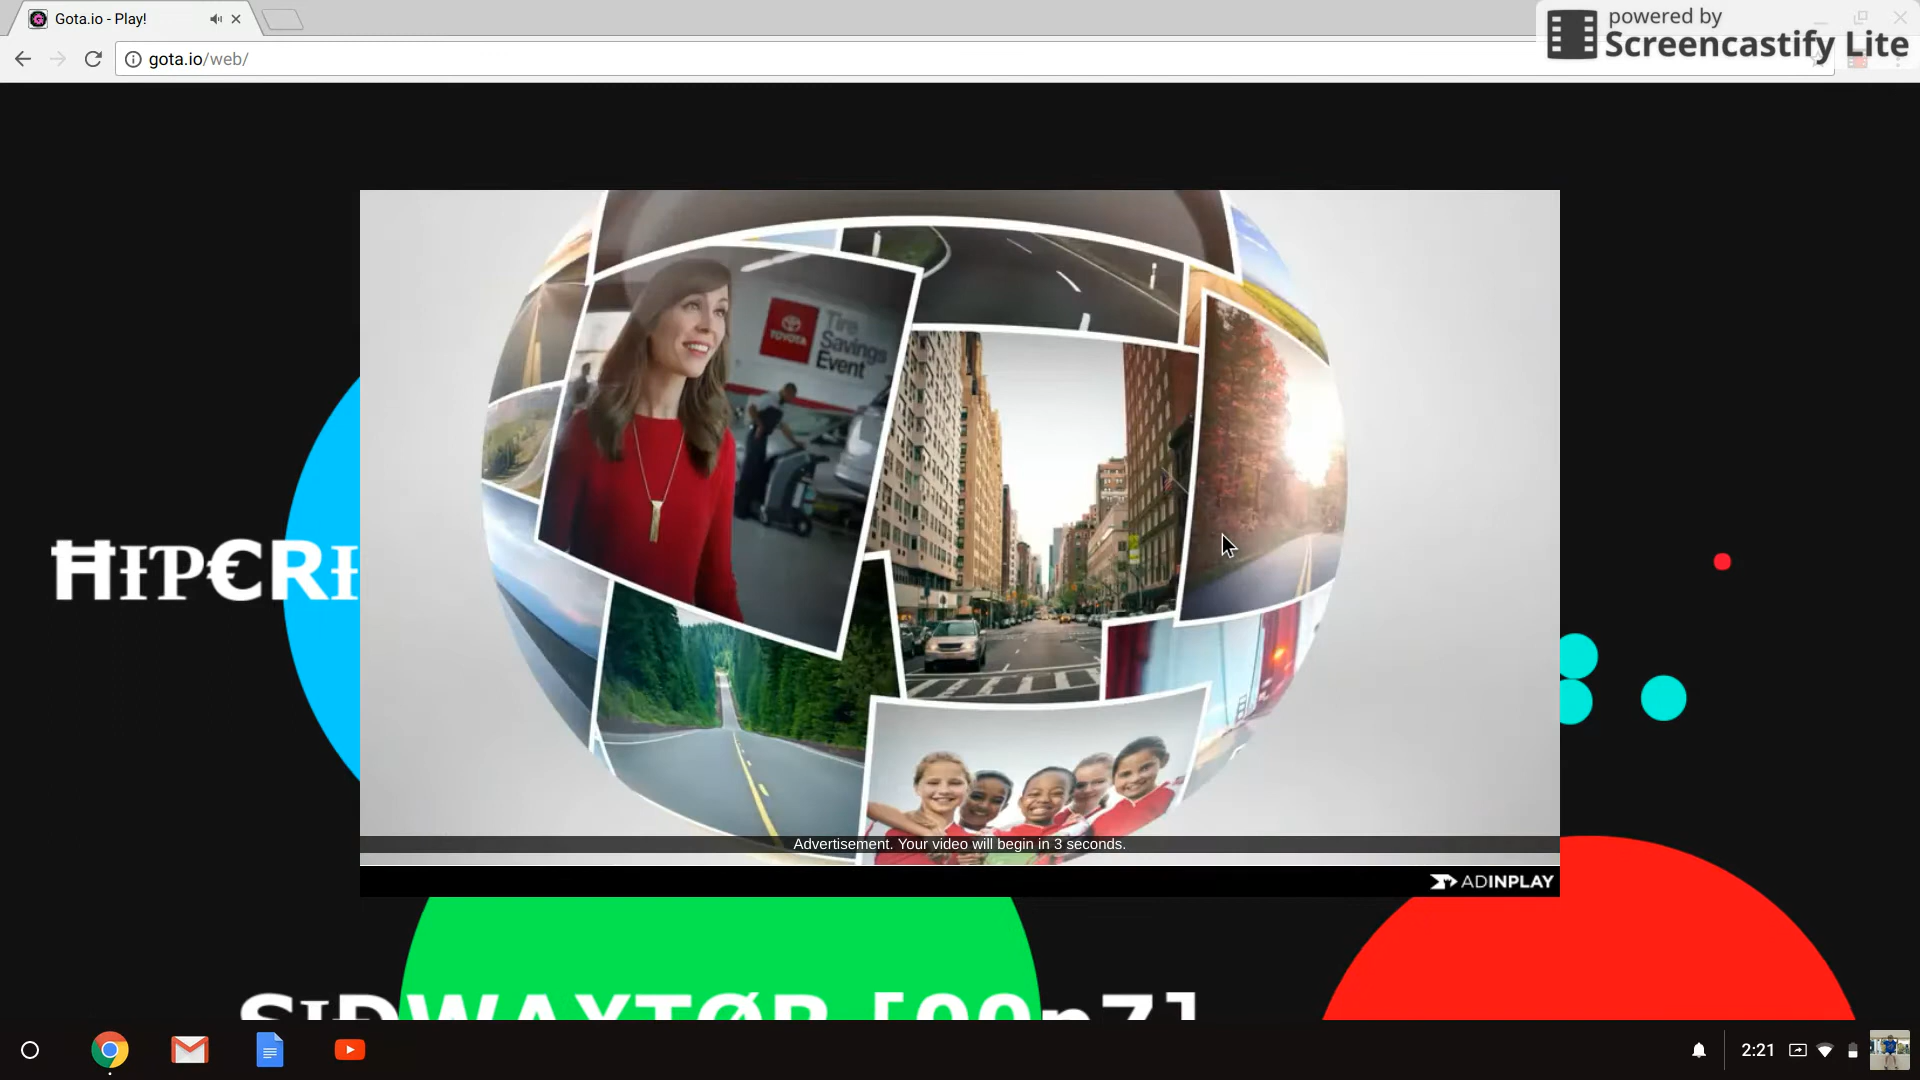 Gota.io - Play!
powered by
Screencastify Lite
gota.io/web/
TOYOTA
Tire
Savings
Event
ĦIPЄRI
Advertisement. Your video will begin in 3 seconds.
ADINPLAY
2:21